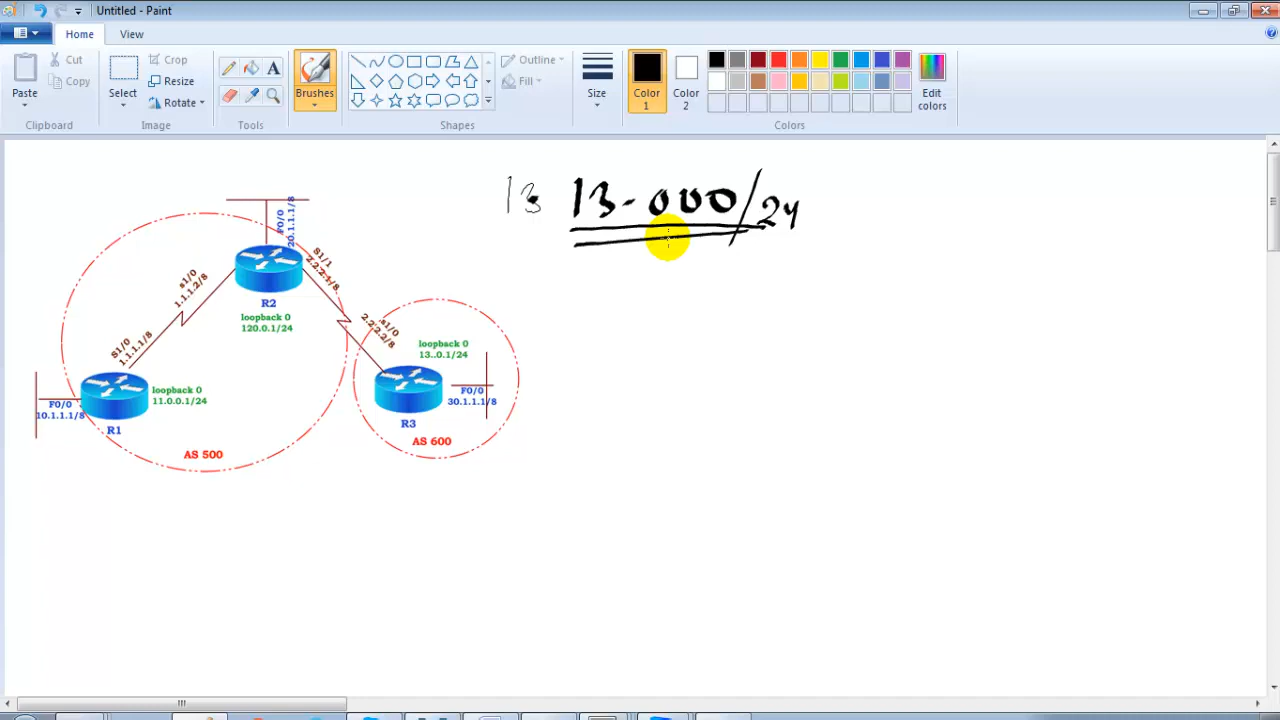 Untitled - Paint
Home
View
Paste
Cut
Copy
Clipboard
Select
Crop
Resize
Rotate
Image
Tools
Brushes
Shapes
Outline
Fill
Size
Color
1
Color
2
Edit
colors
Colors
13
13-000/24
F0/0
20.1.1.1/8
S1/1
2.2.2.1/8
s1/0
1.1.1.2/8
R2
loopback 0
120.0.1/24
S1/0
1.1.1.1/8
s1/0
2.2.2.2/8
loopback 0
13..0.1/24
F0/0
10.1.1.1/8
loopback 0
11.0.0.1/24
R1
F0/0
30.1.1.1/8
R3
AS 600
AS 500